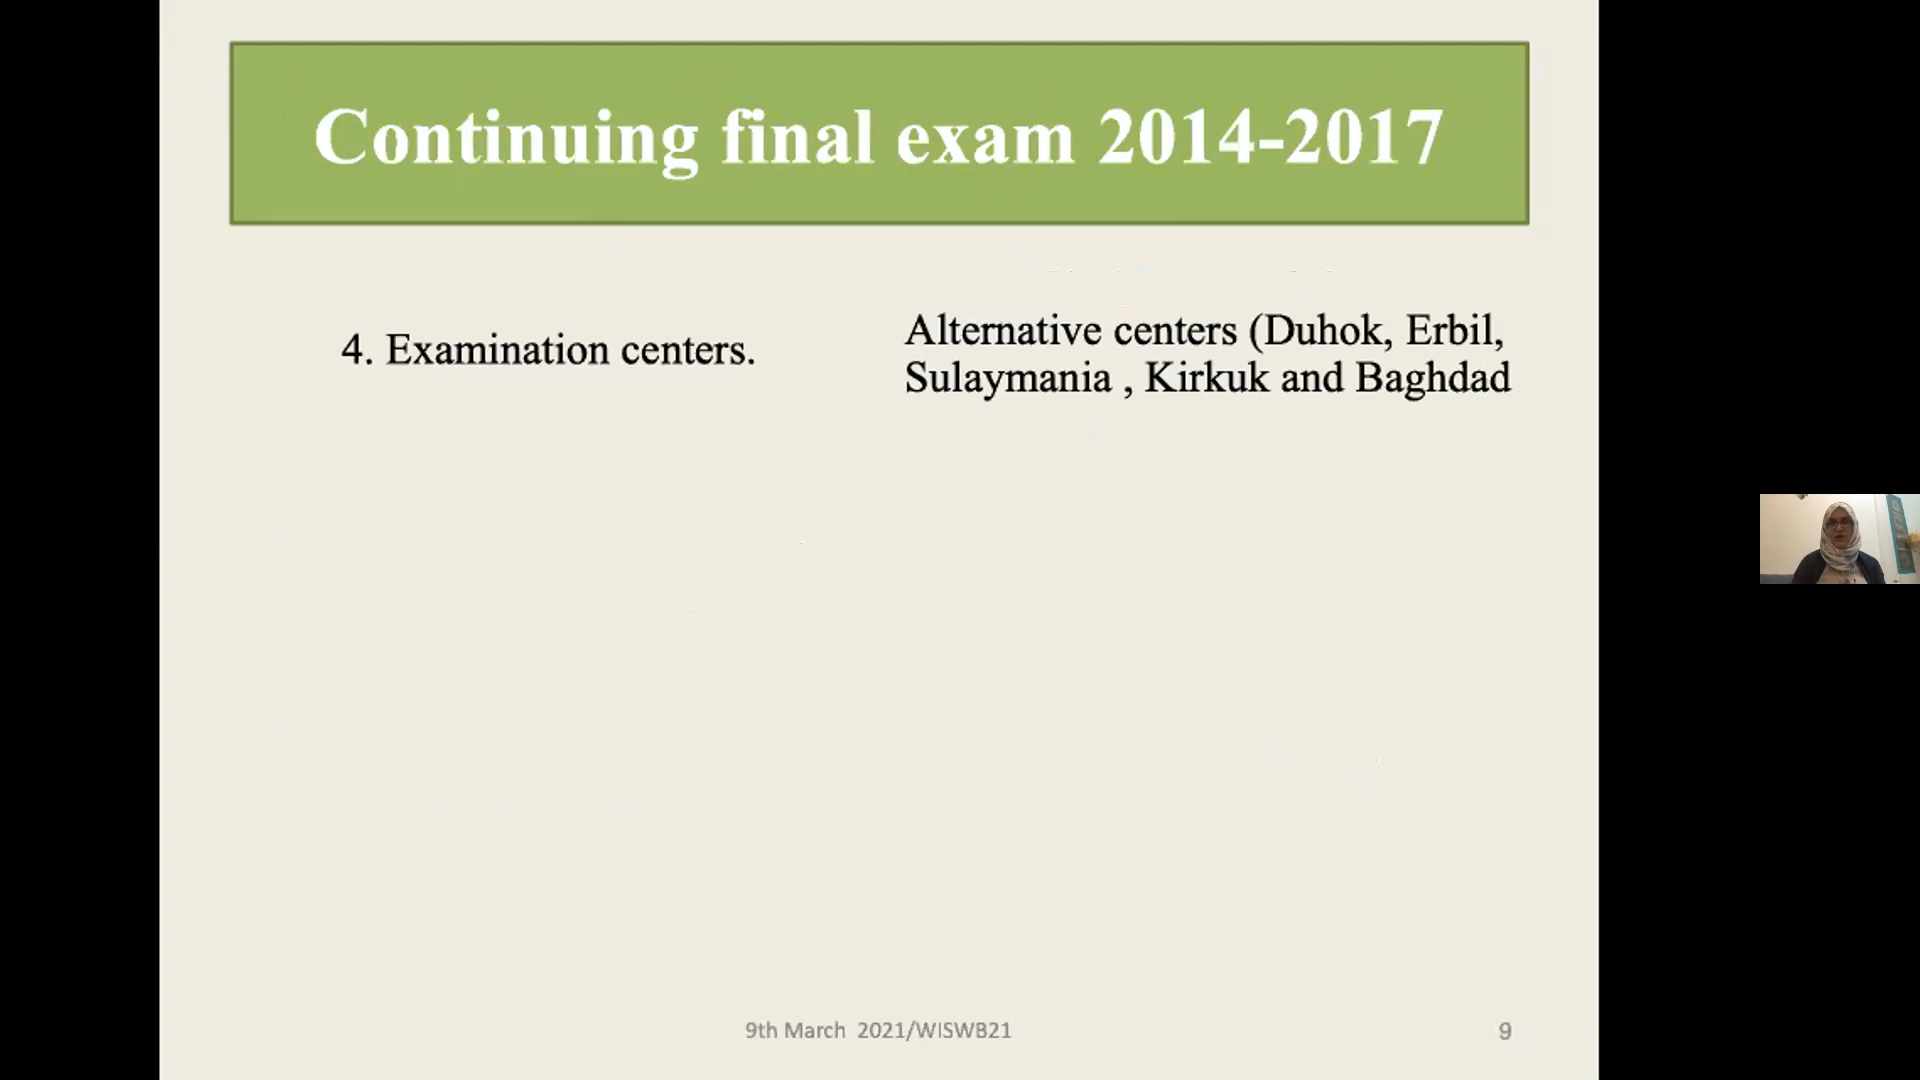 Continuing final exam 2014-2017
4. Examination centers.
Alternative centers (Duhok, Erbil,
Sulaymania , Kirkuk and Baghdad
9th March 2021/WISWB21
9